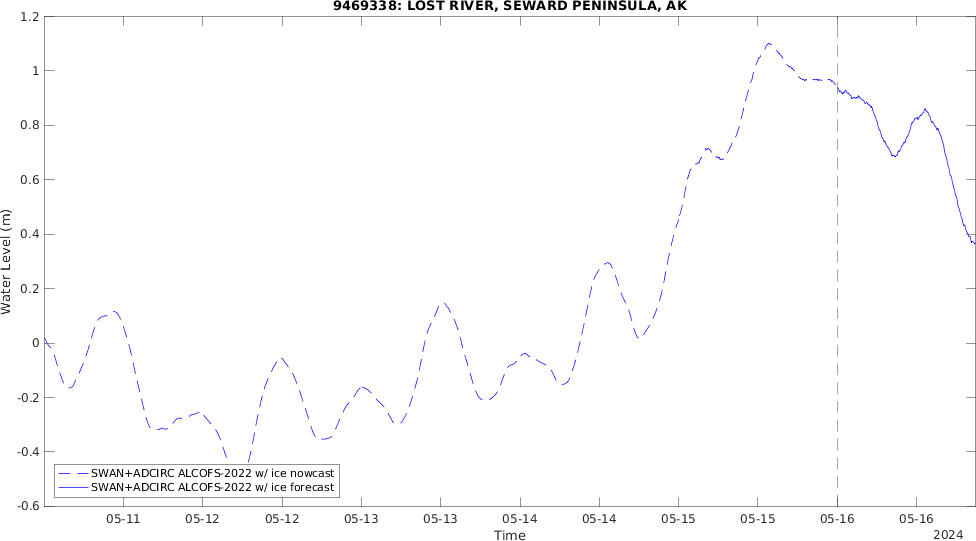 9469338: LOST RIVER, SEWARD PENINSULA, AK
1.2
1
0.8
0.6
0.4
0.2
0
-0.2
-0.4
-0.6
Water Level (m)
SWAN+ADCIRC ALCOFS-2022 w/ ice nowcast
SWAN+ADCIRC ALCOFS-2022 w/ ice forecast
05-11 05-12 05-12 05-13 05-13 05-14 05-14 05-15 05-15 05-16 05-16
Time
2024